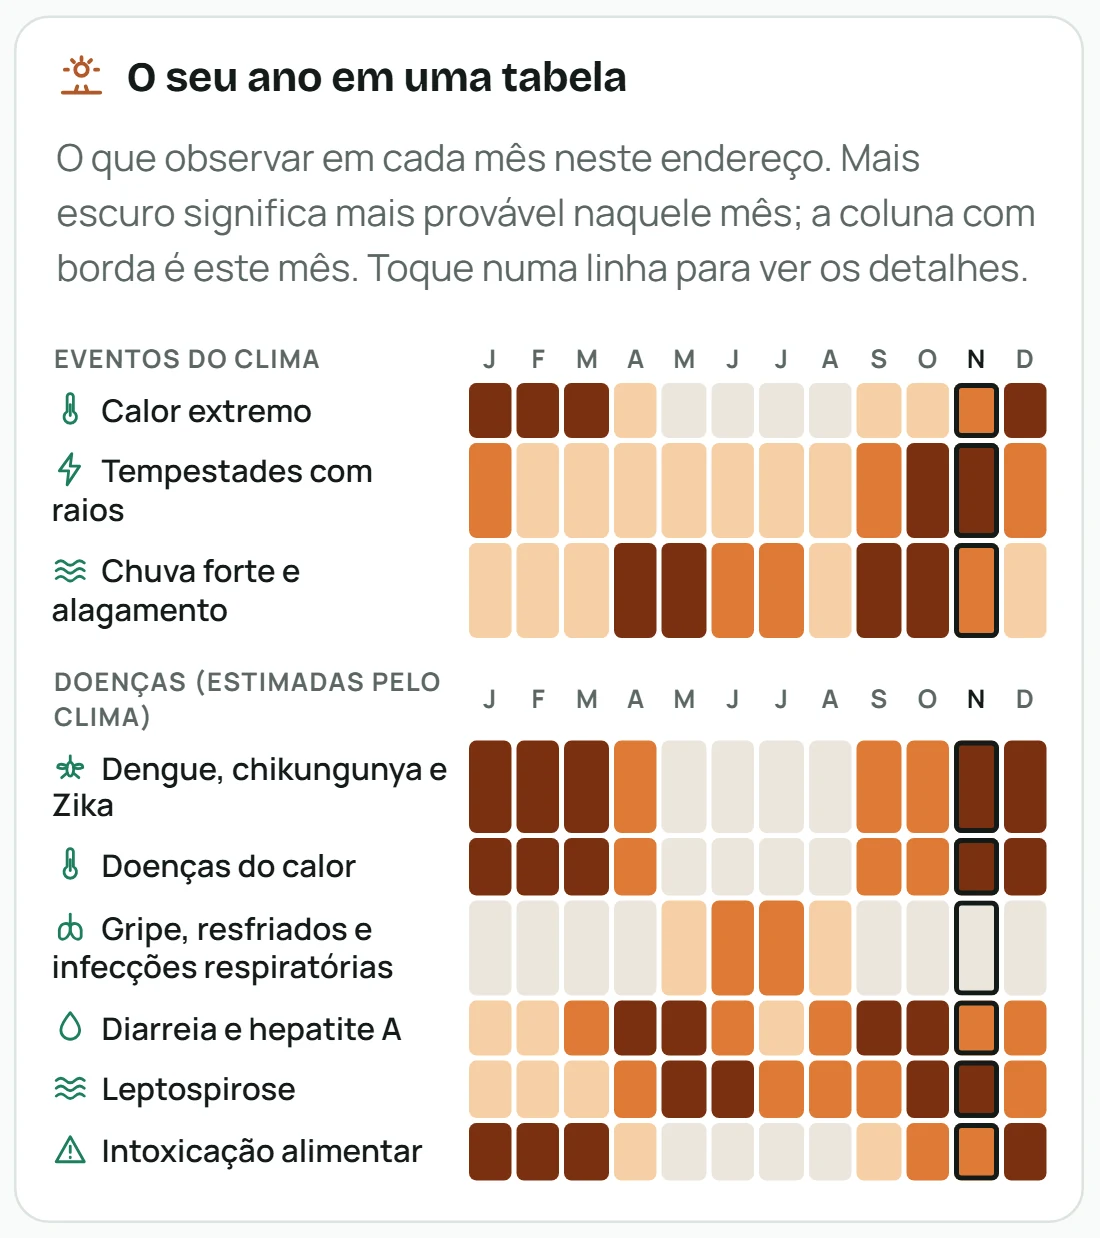 O seu ano em uma tabela
O que observar em cada mês neste endereço. Mais
escuro significa mais provável naquele mês; a coluna com
borda é este mês. Toque numa linha para ver os detalhes.
EVENTOS DO CLIMA J F M A M J J A S O N D
Calor extremo
Tempestades com
raios
Chuva forte e
alagamento
DOENÇAS (ESTIMADAS PELO
CLIMA) J F M A M J J A S O N D
Dengue, chikungunya e
Zika
Doenças do calor
Gripe, resfriados e
infecções respiratórias
Diarreia e hepatite A
Leptospirose
Intoxicação alimentar